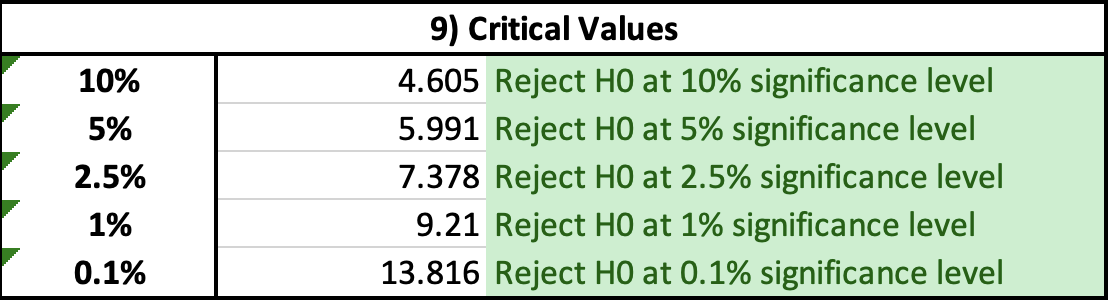 9) Critical Values
10% 4.605 Reject H0 at 10% significance level
5% 5.991 Reject H0 at 5% significance level
2.5% 7.378 Reject H0 at 2.5% significance level
1% 9.21 Reject H0 at 1% significance level
0.1% 13.816 Reject H0 at 0.1% significance level